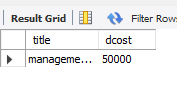 Result Grid Filter Rows
title dcost
manageme... 50000